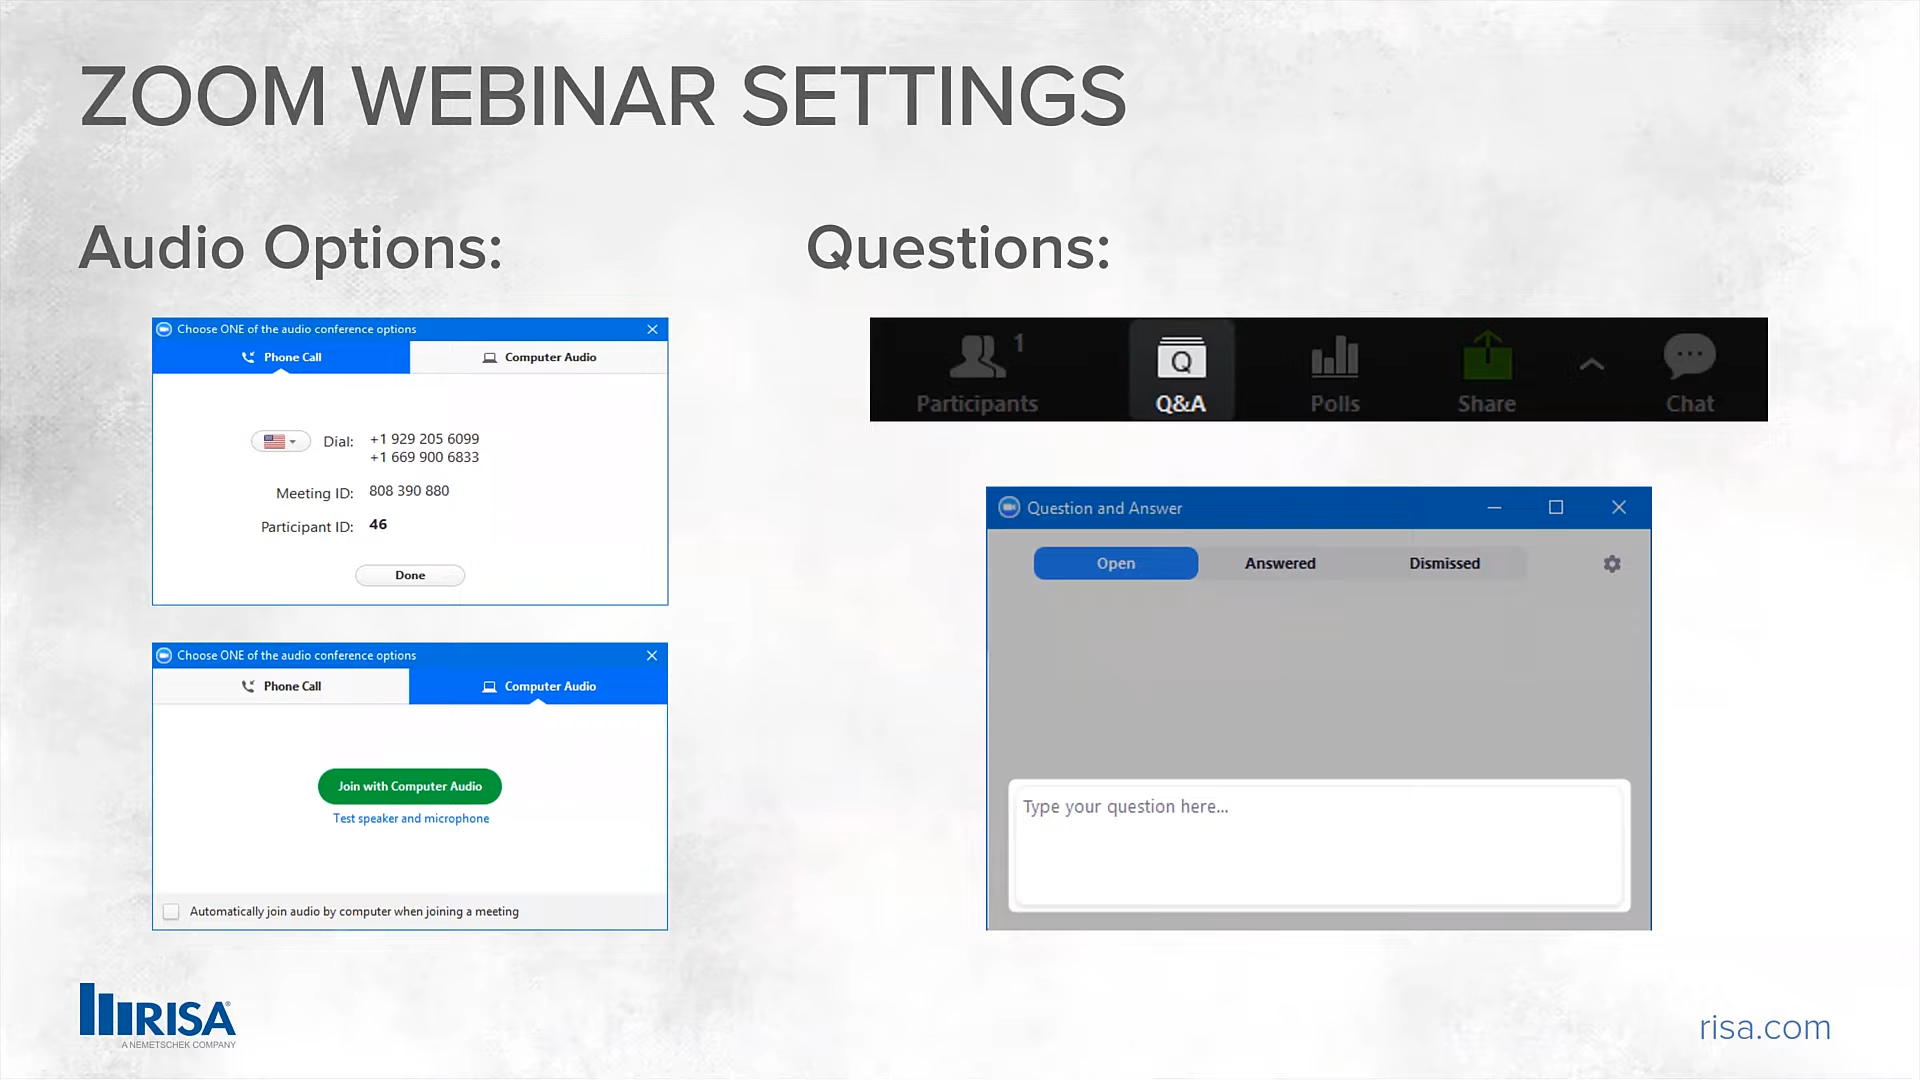 ZOOM WEBINAR SETTINGS
Audio Options:
Choose ONE of the audio conference options
Phone Call
Computer Audio
Dial: +1 929 205 6099
+1 669 900 6833
Meeting ID: 808 390 880
Participant ID: 46
Done
Choose ONE of the audio conference options
Phone Call
Computer Audio
Join with Computer Audio
Test speaker and microphone
Automatically join audio by computer when joining a meeting
Questions:
1
Participants
Q
Q&A
Polls
Share
Chat
Question and Answer
Open
Answered
Dismissed
Type your question here...
RISA®
A NEMETSCHEK COMPANY
risa.com